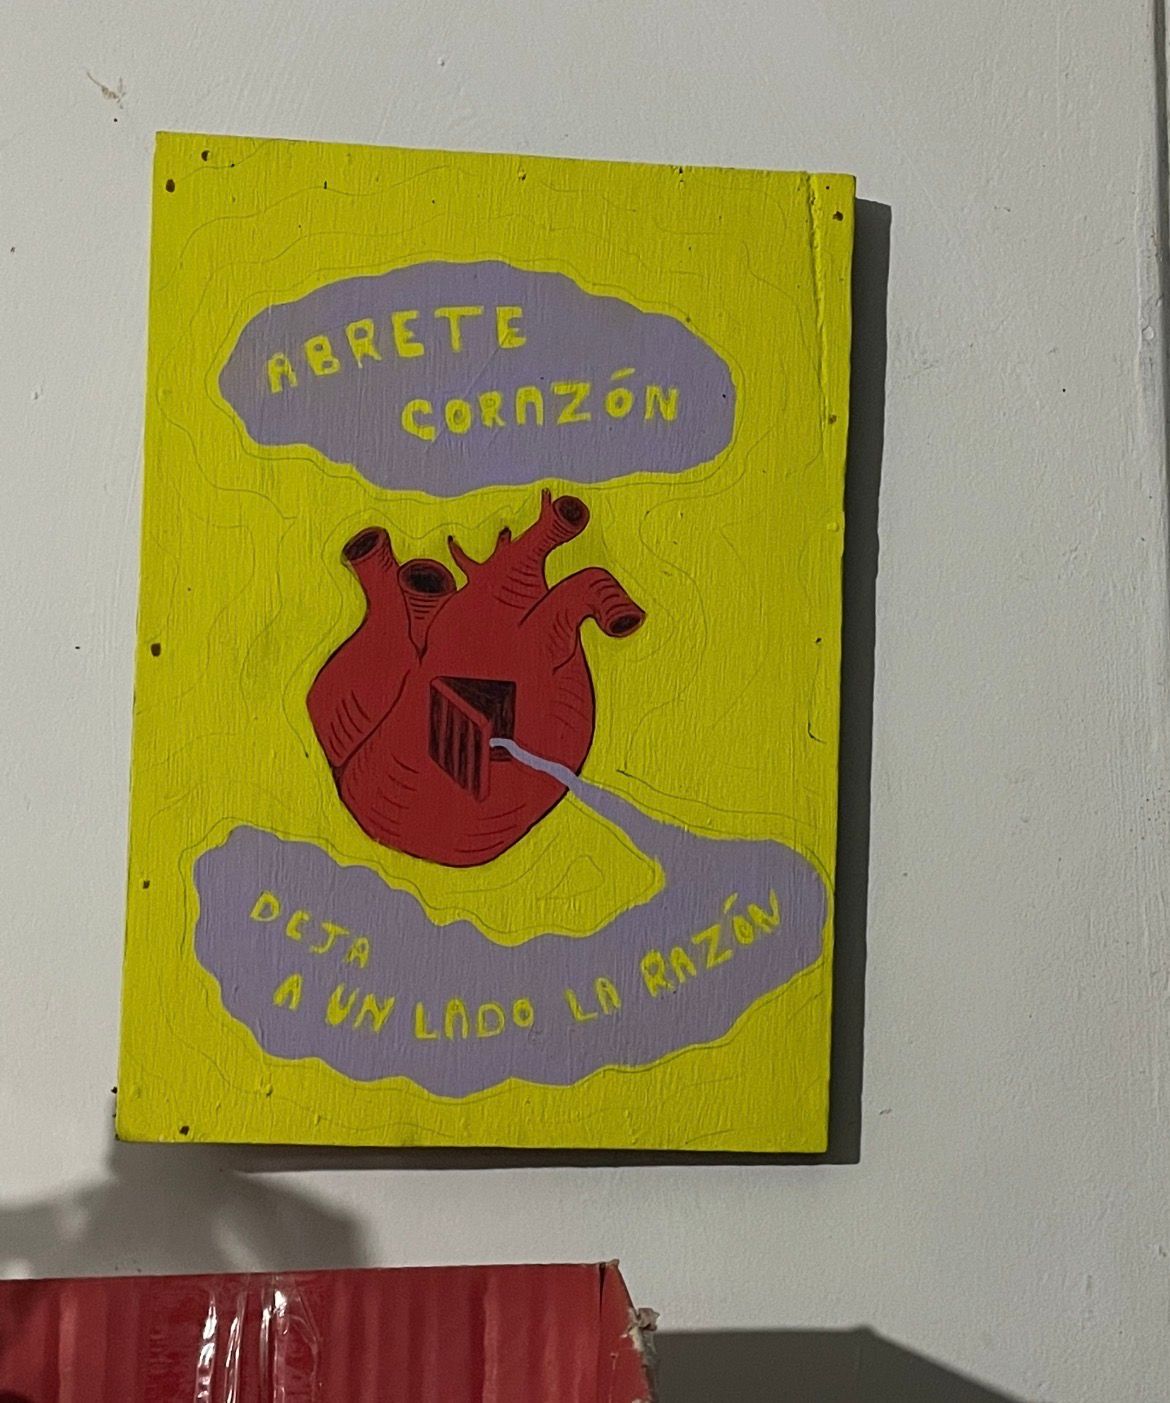 ABRETE
CORAZÓN
DEJA
A UN LADO LA RAZÓN